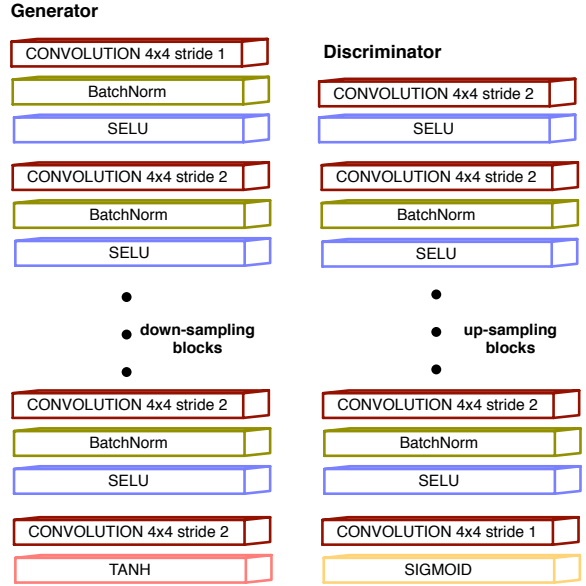 Generator
CONVOLUTION 4x4 stride 1
BatchNorm
SELU
CONVOLUTION 4x4 stride 2
BatchNorm
SELU
down-sampling
blocks
CONVOLUTION 4x4 stride 2
BatchNorm
SELU
CONVOLUTION 4x4 stride 2
TANH
Discriminator
CONVOLUTION 4x4 stride 2
SELU
CONVOLUTION 4x4 stride 2
BatchNorm
SELU
up-sampling
blocks
CONVOLUTION 4x4 stride 2
BatchNorm
SELU
CONVOLUTION 4x4 stride 1
SIGMOID